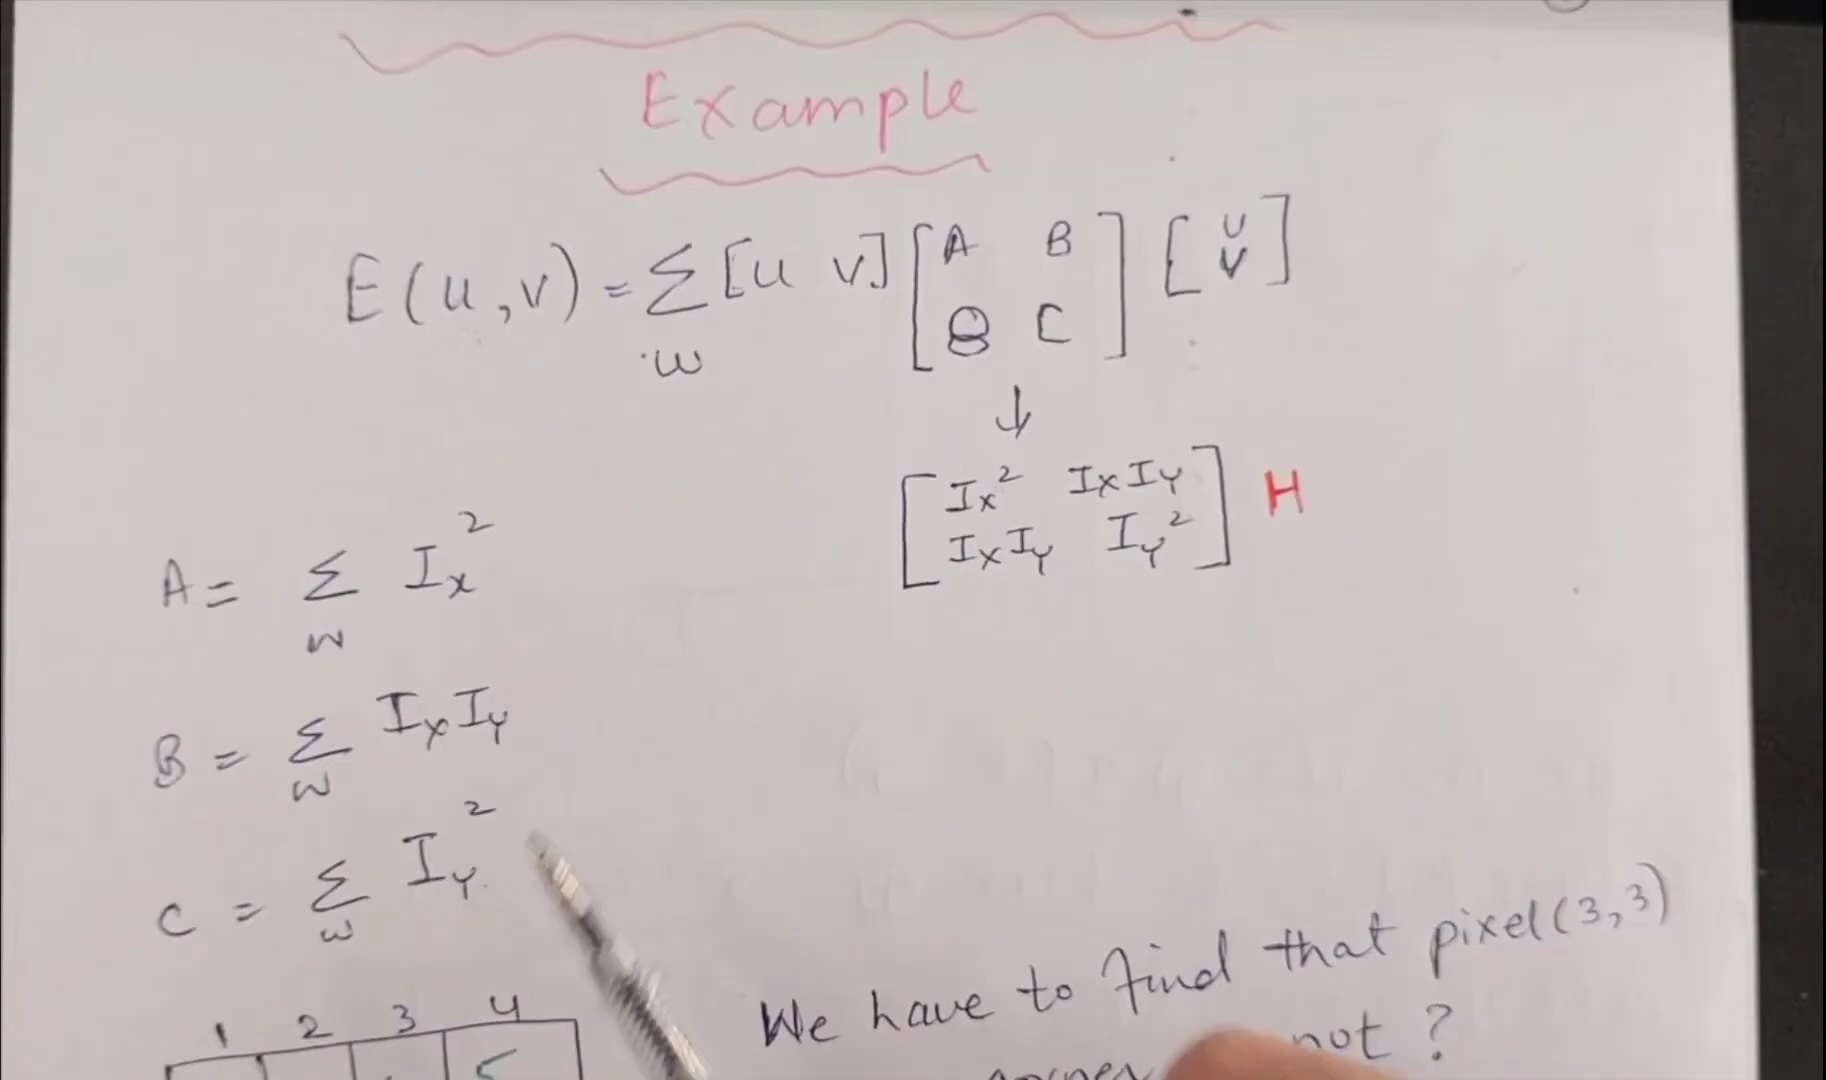 Example
E(u,v) = Σ [u v] [A B] [u]
w [B C] [v]
↓
[Ix² IxIy] H
[IxIy Iy²]
A = Σ Ix²
w
B = Σ IxIy
w
C = Σ Iy²
w
We have to find that pixel (3,3)
not ?
1 2 3 4
5